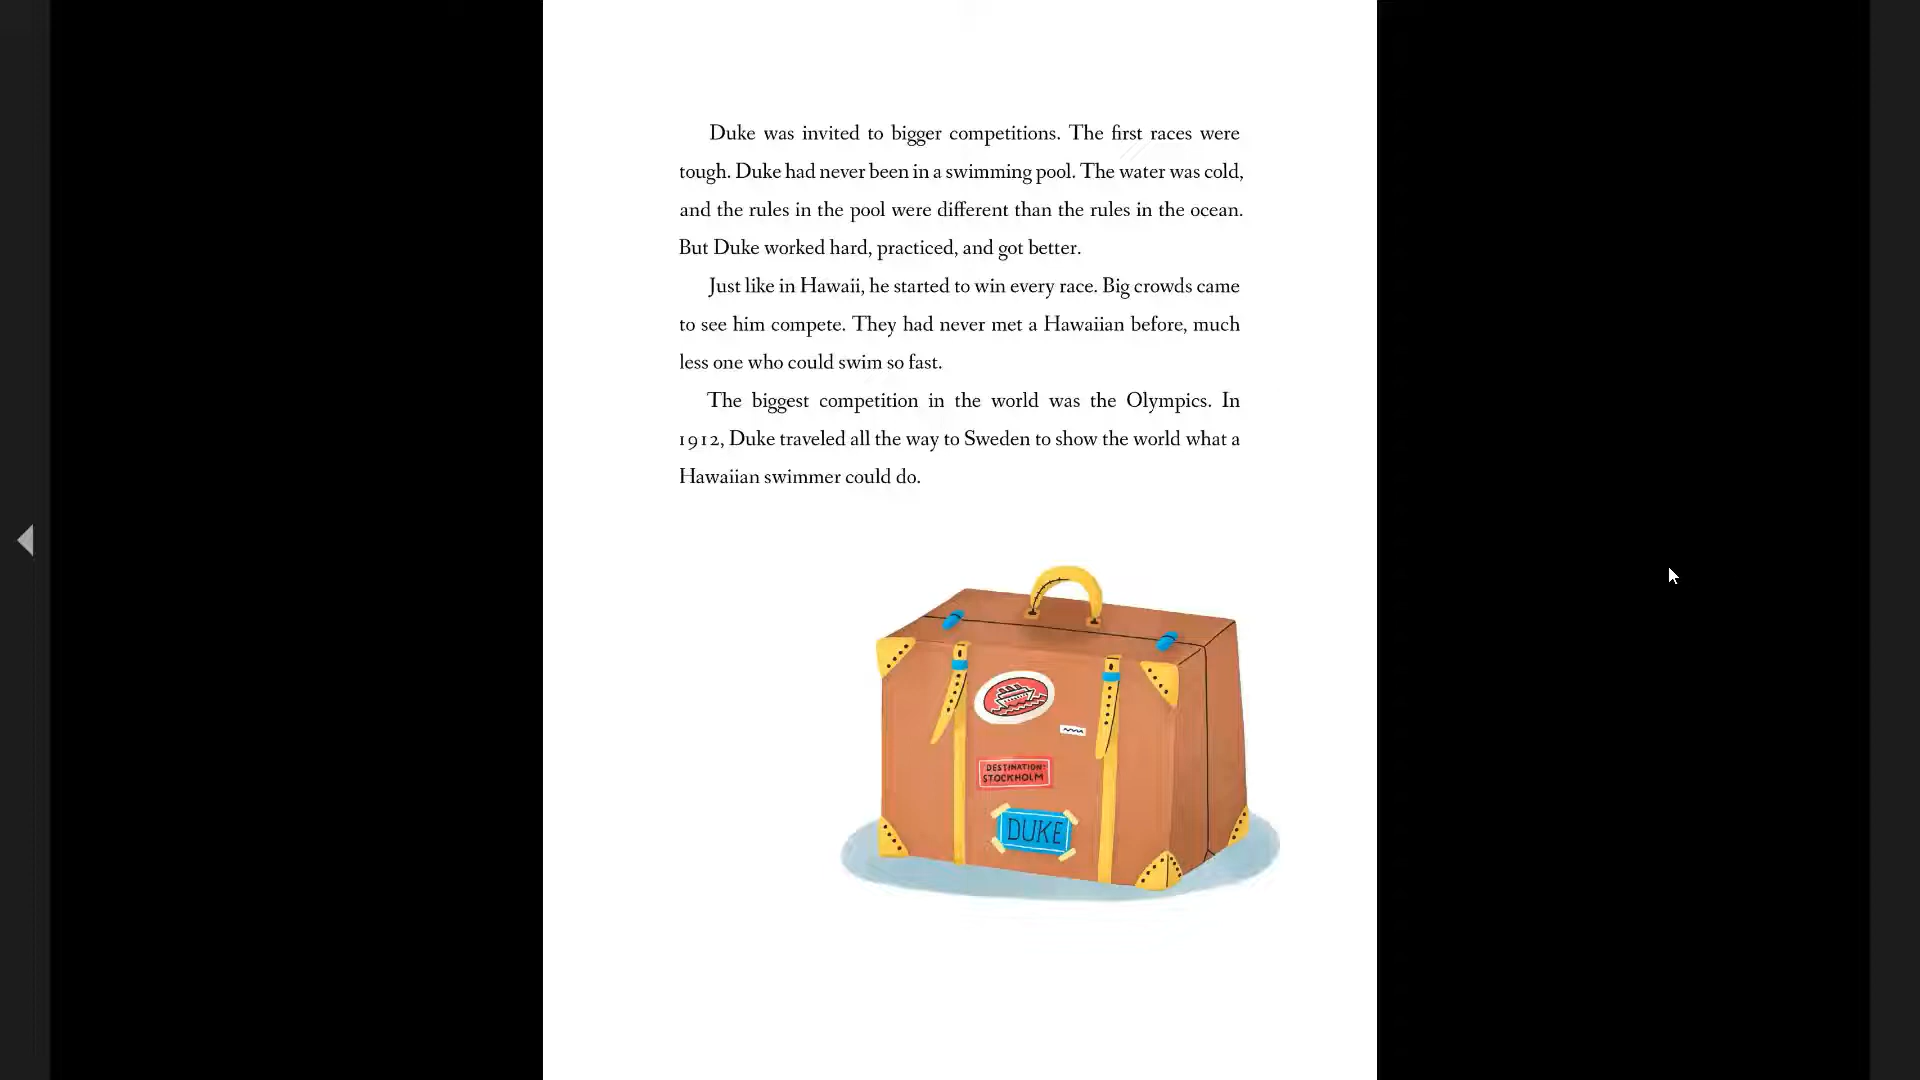 Duke was invited to bigger competitions. The first races were
tough. Duke had never been in a swimming pool. The water was cold,
and the rules in the pool were different than the rules in the ocean.
But Duke worked hard, practiced, and got better.
Just like in Hawaii, he started to win every race. Big crowds came
to see him compete. They had never met a Hawaiian before, much
less one who could swim so fast.
The biggest competition in the world was the Olympics. In
1912, Duke traveled all the way to Sweden to show the world what a
Hawaiian swimmer could do.
DESTINATION:
STOCKHOLM
DUKE